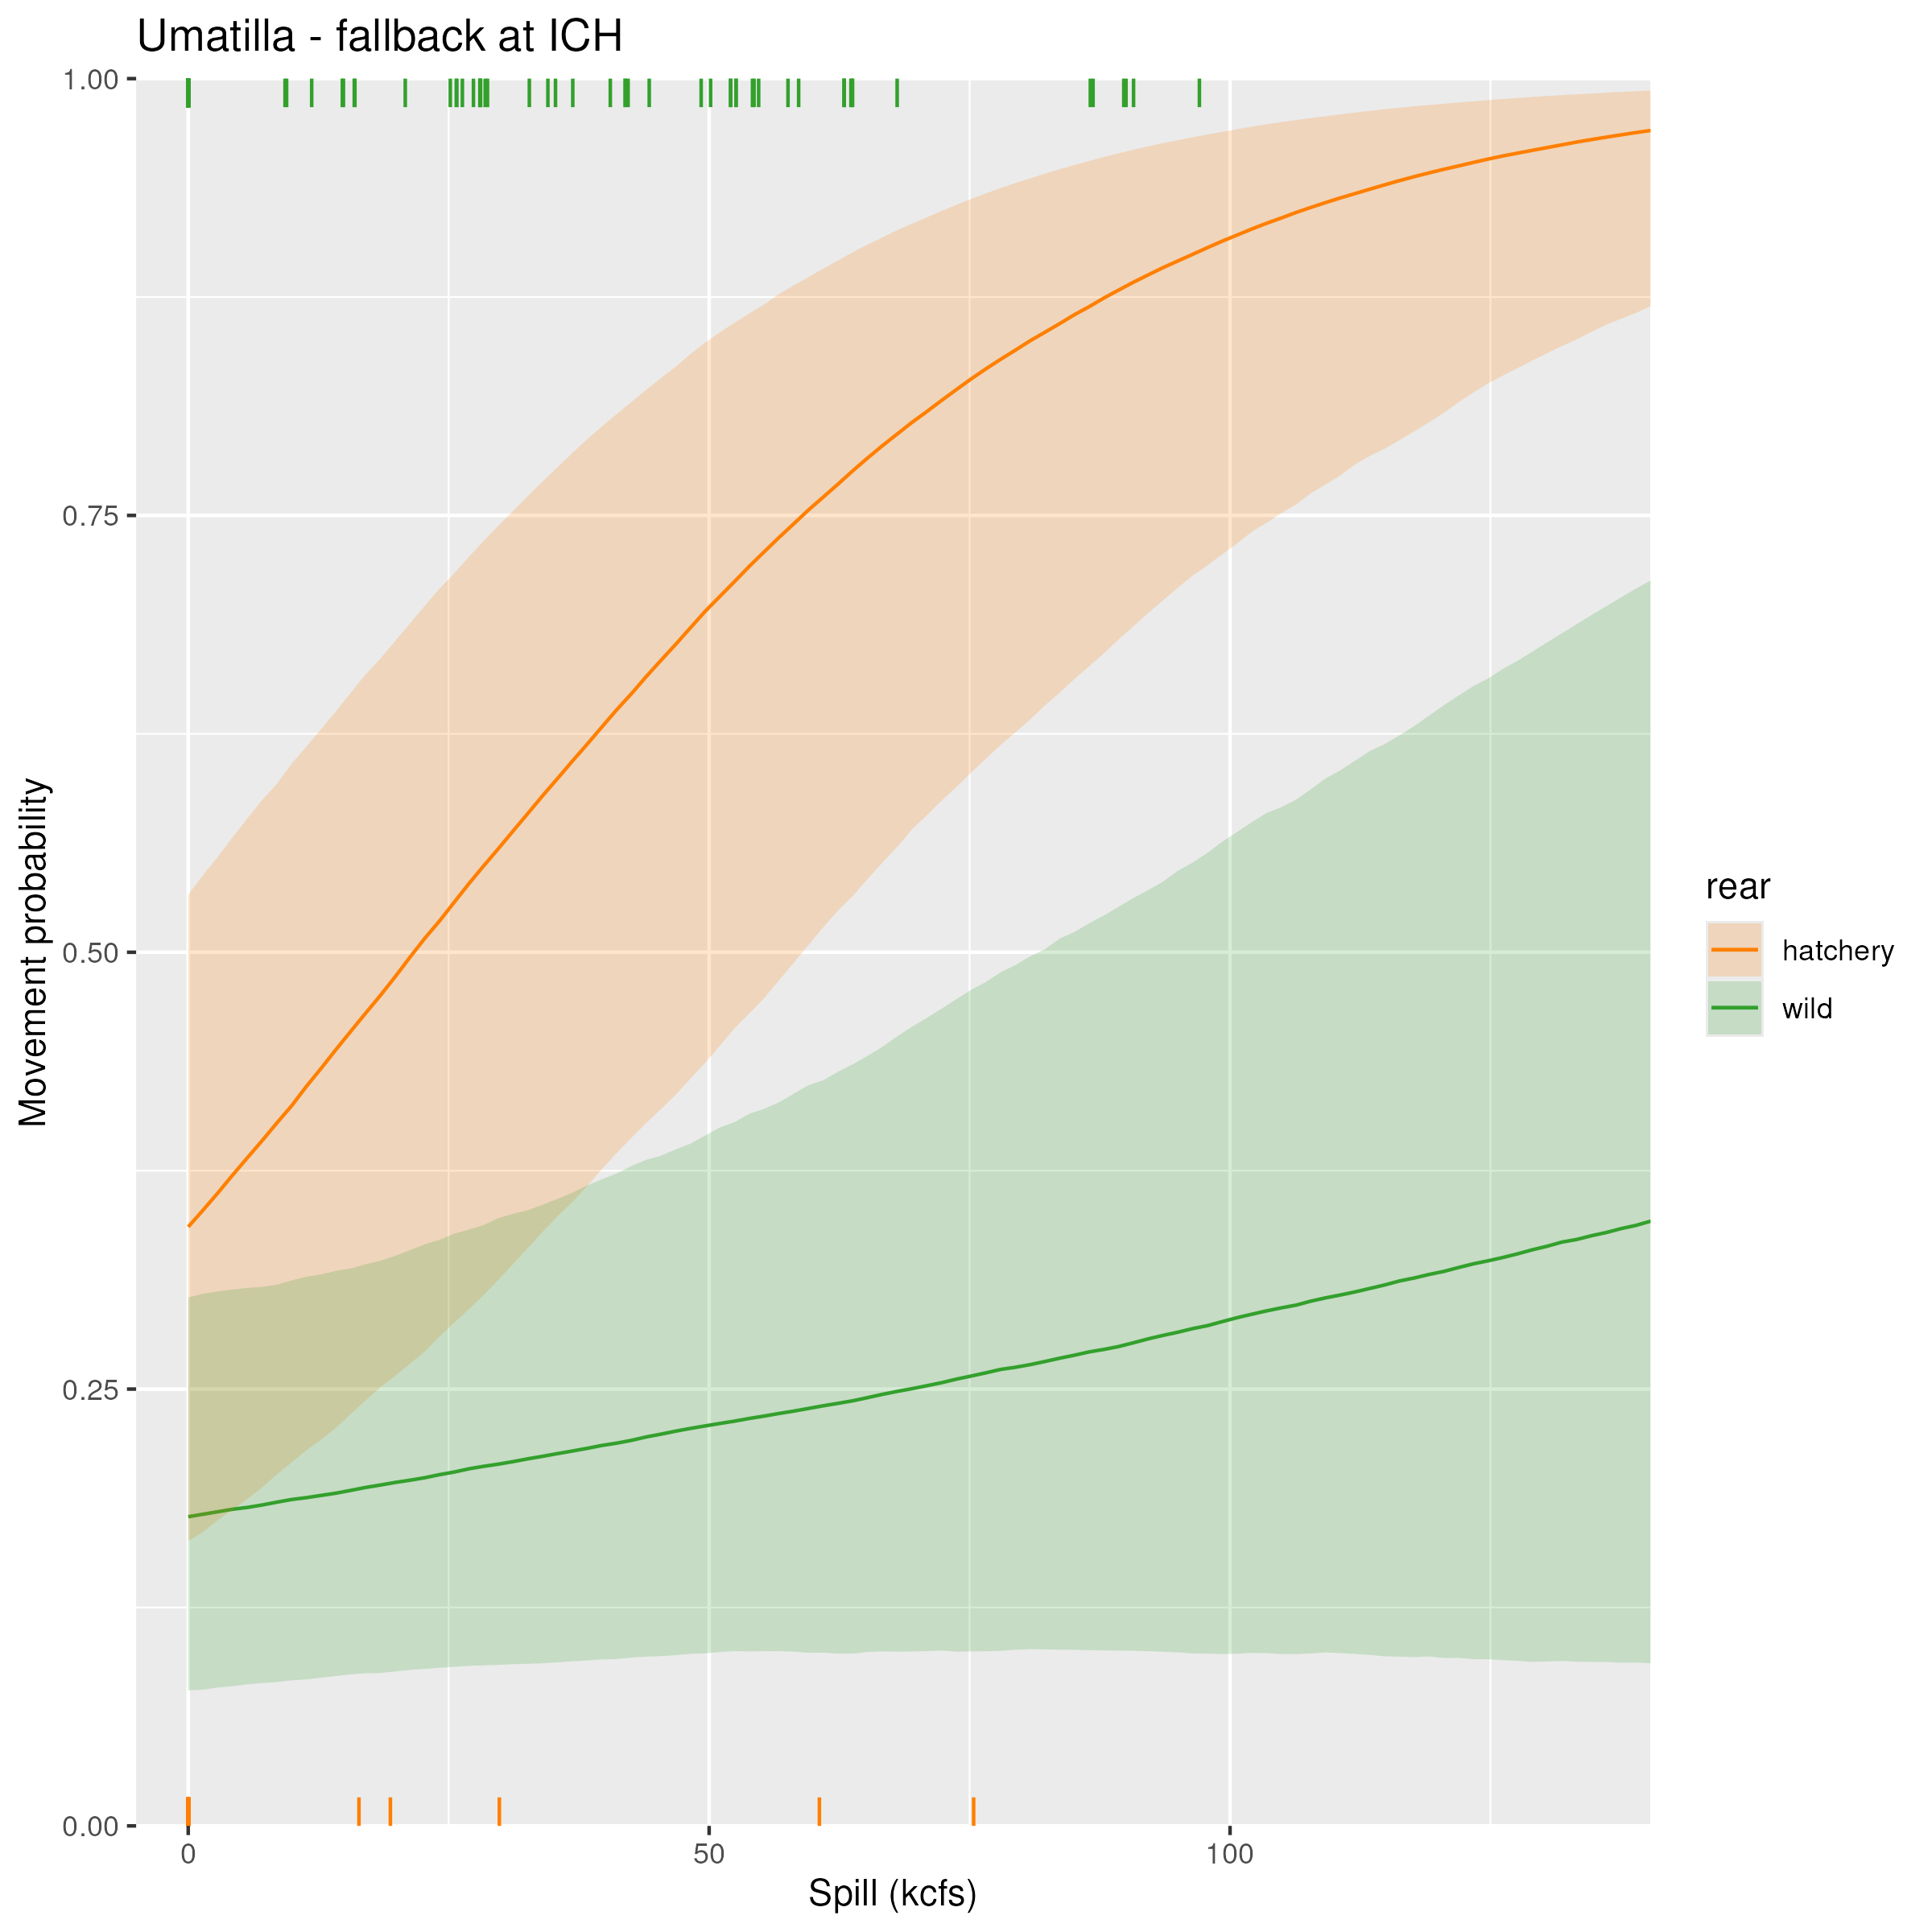 Umatilla - fallback at ICH
1.00
0.75
0.50
0.25
0.00
Movement probability
0
50
100
Spill (kcfs)
rear
hatchery
wild